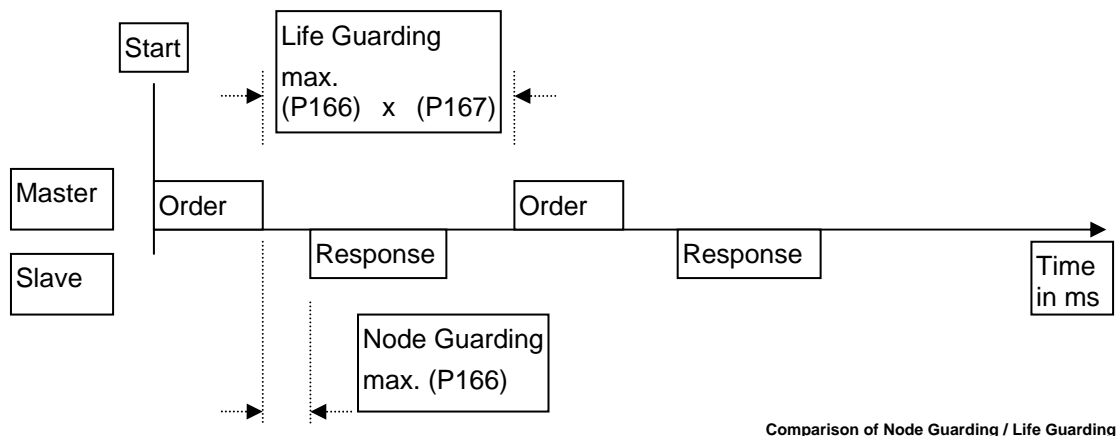 Start
Life Guarding
max.
(P166) x (P167)
Master
Order
Order
Response
Response
Slave
Time
in ms
Node Guarding
max. (P166)
Comparison of Node Guarding / Life Guarding